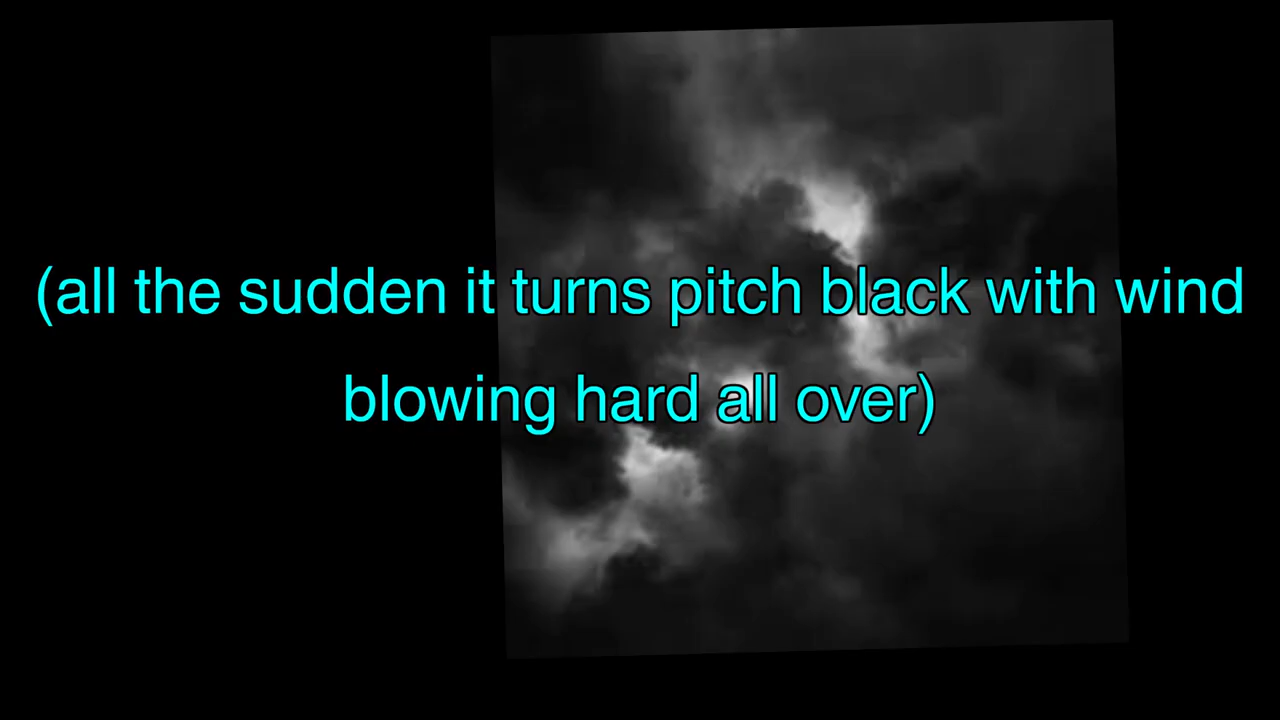 (all the sudden it turns pitch black with wind
blowing hard all over)